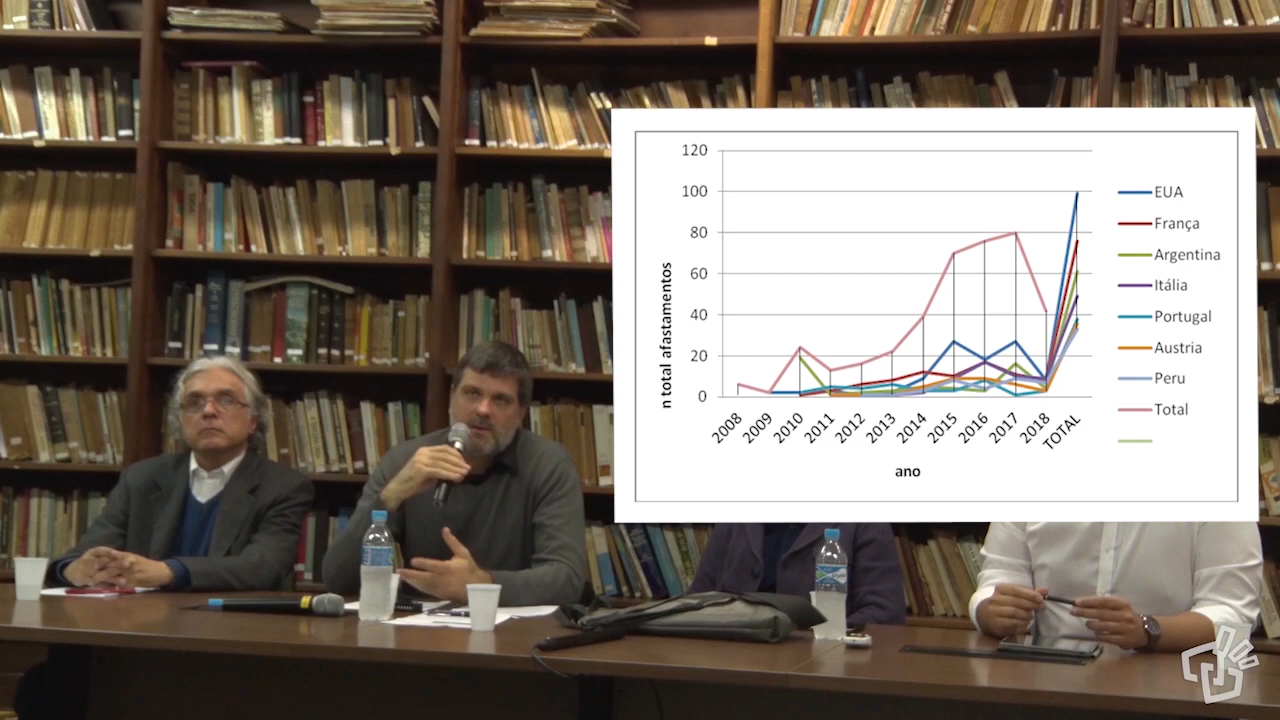 120
100
80
60
40
20
0
n total afastamentos
2008
2009
2010
2011
2012
2013
2014
2015
2016
2017
2018
TOTAL
ano
EUA
França
Argentina
Itália
Portugal
Austria
Peru
Total